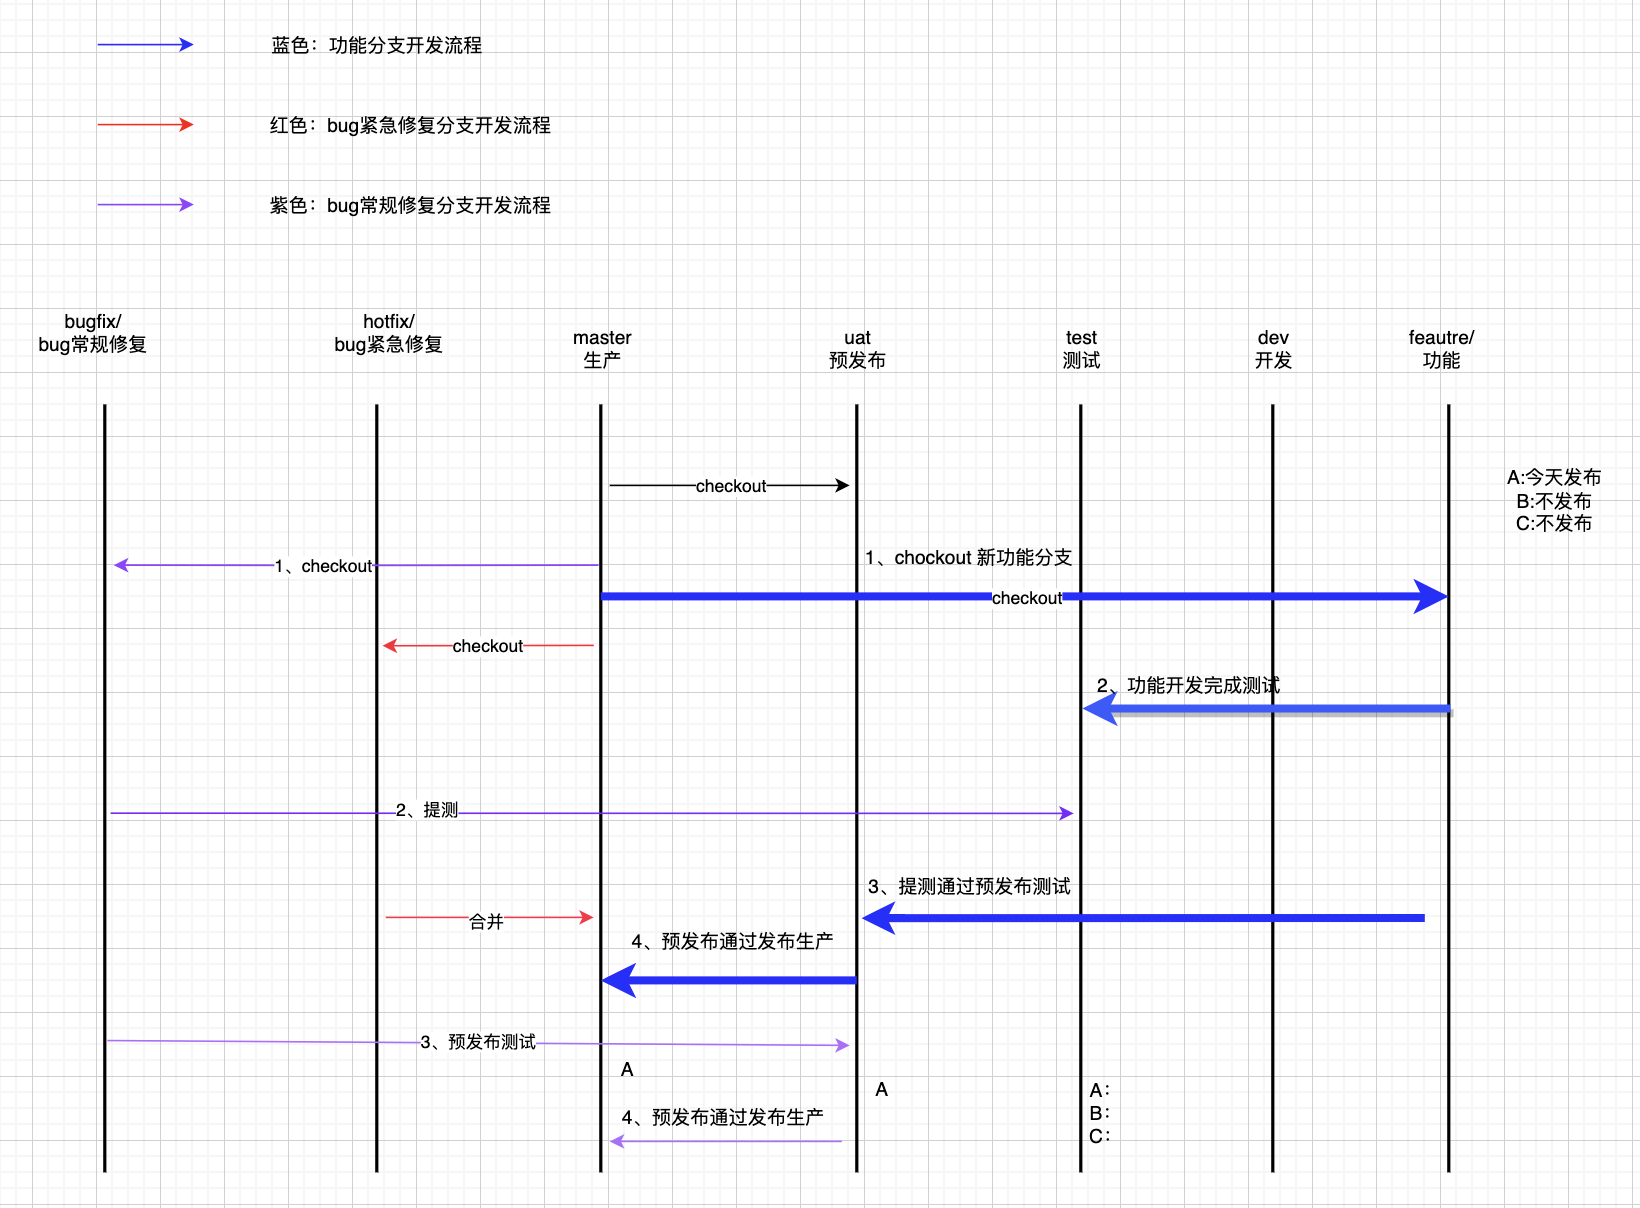 蓝色：功能分支开发流程
红色：bug紧急修复分支开发流程
紫色：bug常规修复分支开发流程
bugfix/
bug常规修复
hotfix/
bug紧急修复
master
生产
uat
预发布
test
测试
dev
开发
feautre/
功能
checkout
A:今天发布
B:不发布
C:不发布
1、checkout
1、chockout 新功能分支
checkout
checkout
2、功能开发完成测试
2、提测
3、提测通过预发布测试
合并
4、预发布通过发布生产
3、预发布测试
A
A
A：
B：
C：
4、预发布通过发布生产